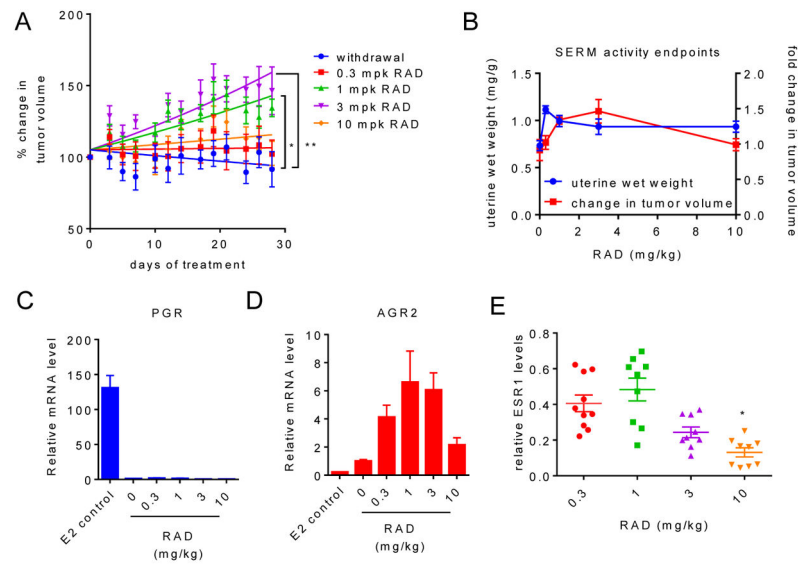 A
% change in
tumor volume
150
100
50
0
10
20
30
days of treatment
withdrawal
0.3 mpk RAD
1 mpk RAD
3 mpk RAD
10 mpk RAD
*
**
B
SERM activity endpoints
uterine wet weight (mg/g)
1.5
1.0
0.5
0.0
fold change in
tumor volume
2.0
1.5
1.0
0.5
0.0
uterine wet weight
change in tumor volume
0
2
4
6
8
10
RAD (mg/kg)
C
PGR
Relative mRNA level
200
150
100
50
0
E2 control
0
0.3
1
3
10
RAD
(mg/kg)
D
AGR2
Relative mRNA level
10
8
6
4
2
0
E2 control
0
0.3
1
3
10
RAD
(mg/kg)
E
relative ESR1 levels
0.8
0.6
0.4
0.2
0.0
*
0.3
1
3
10
RAD (mg/kg)